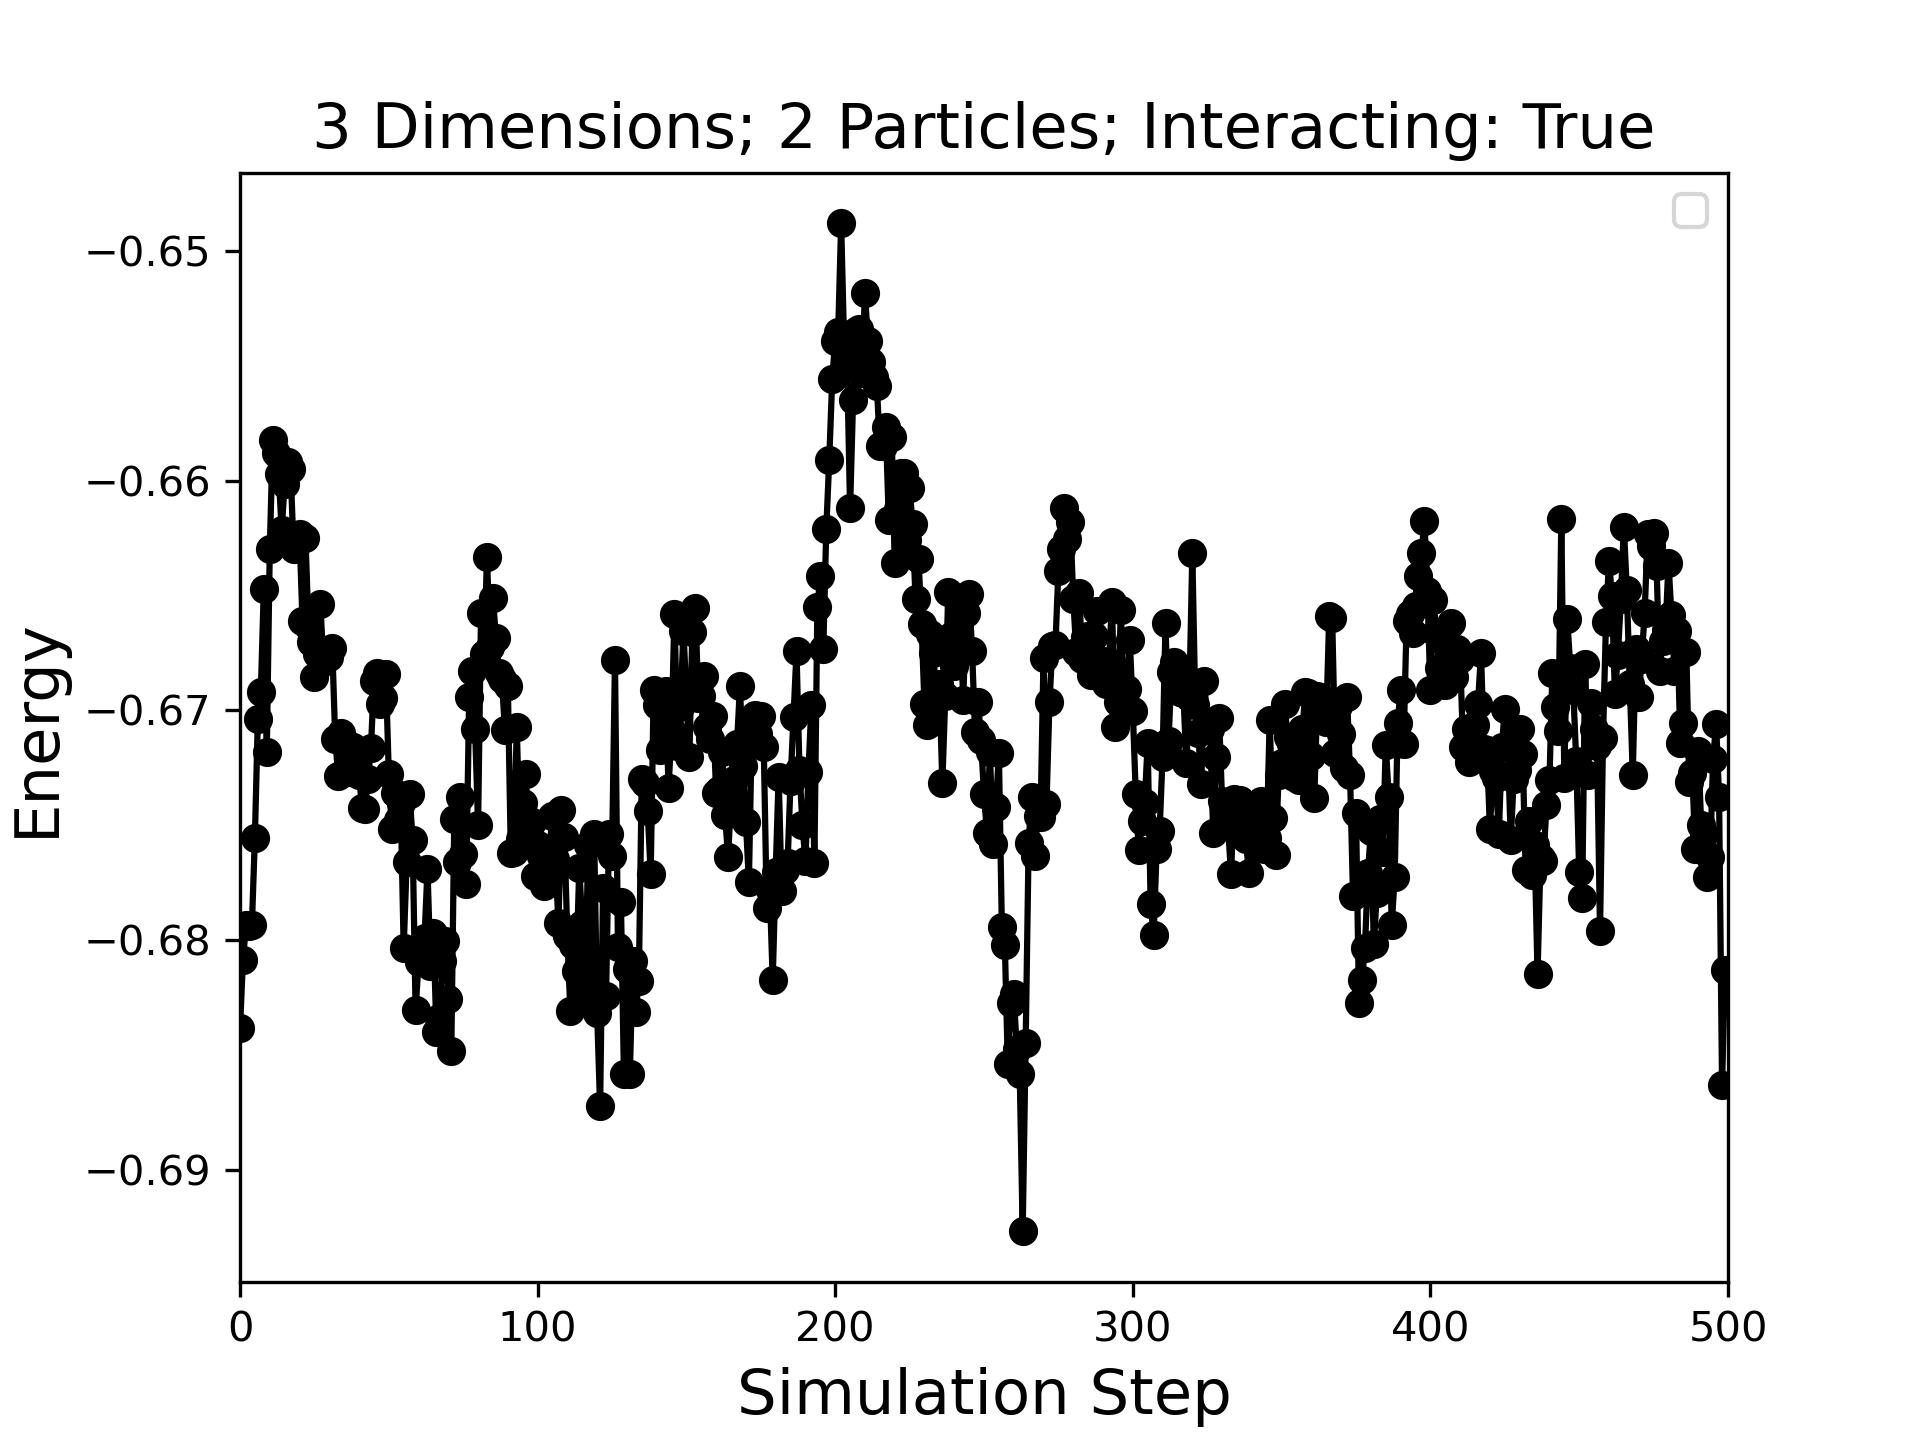 3 Dimensions; 2 Particles; Interacting: True
−0.65
−0.66
−0.67
−0.68
−0.69
Energy
0 100 200 300 400 500
Simulation Step